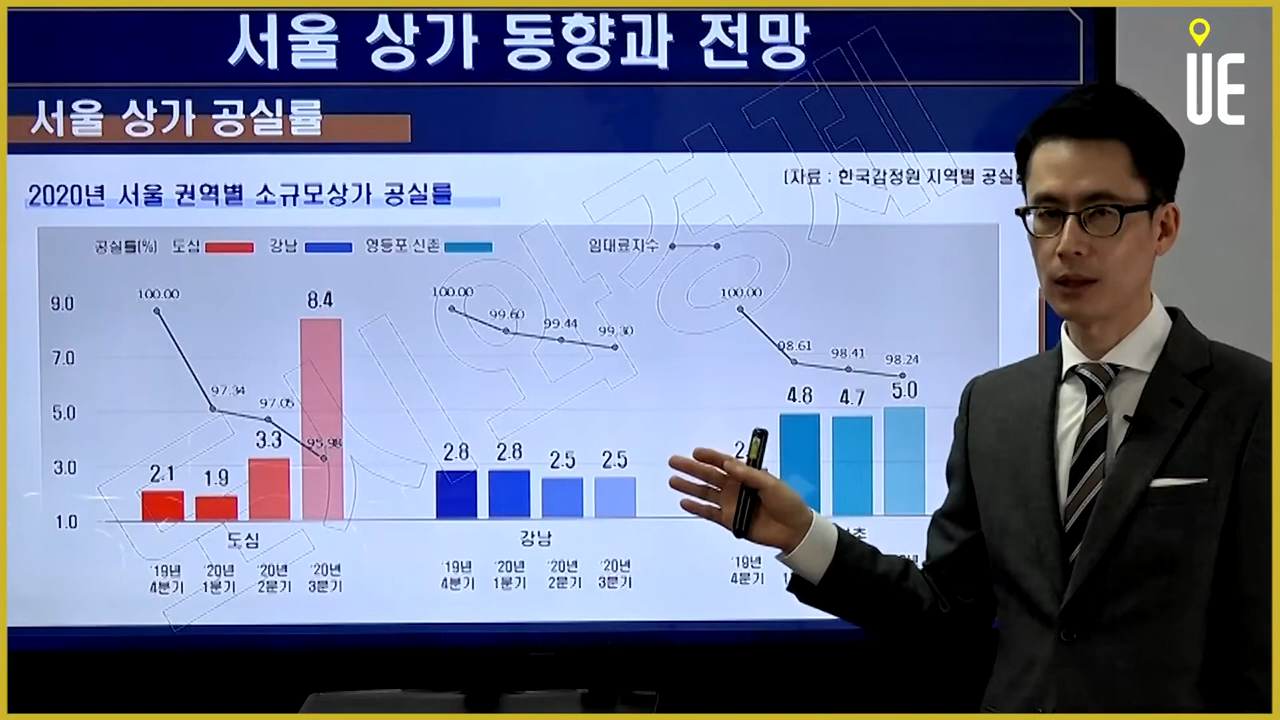 서울 상가 동향과 전망
UE
서울 상가 공실률
2020년 서울 권역별 소규모상가 공실률
(자료 : 한국감정원 지역별 공실
공실률(%) 도심 강남 영등포신촌 임대료지수
9.0
7.0
5.0
3.0
1.0
100.00 97.34 97.05 95.98
2.1 1.9 3.3 8.4
도심
'19년 4분기
'20년 1분기
'20년 2분기
'20년 3분기
100.00 99.60 99.44 99.30
2.8 2.8 2.5 2.5
강남
'19년 4분기
'20년 1분기
'20년 2분기
'20년 3분기
100.00 98.61 98.41 98.24
4.8 4.7 5.0
'19년 4분기
도시와경제